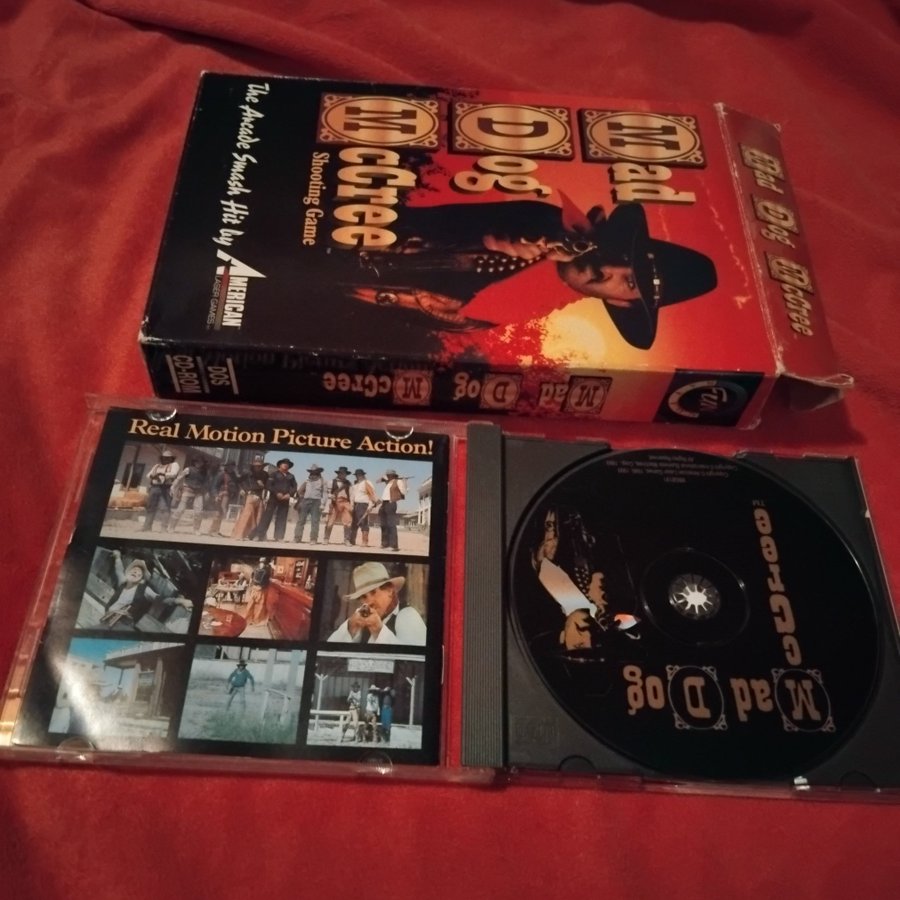 Mad
Dog
McCree
Shooting Game
The Arcade Smash Hit by
AMERICAN
LASER GAMES
Mad Dog McCree
DOS
CD-ROM
Mad Dog McCree
Real Motion Picture Action!
Mad Dog
McCree
TM